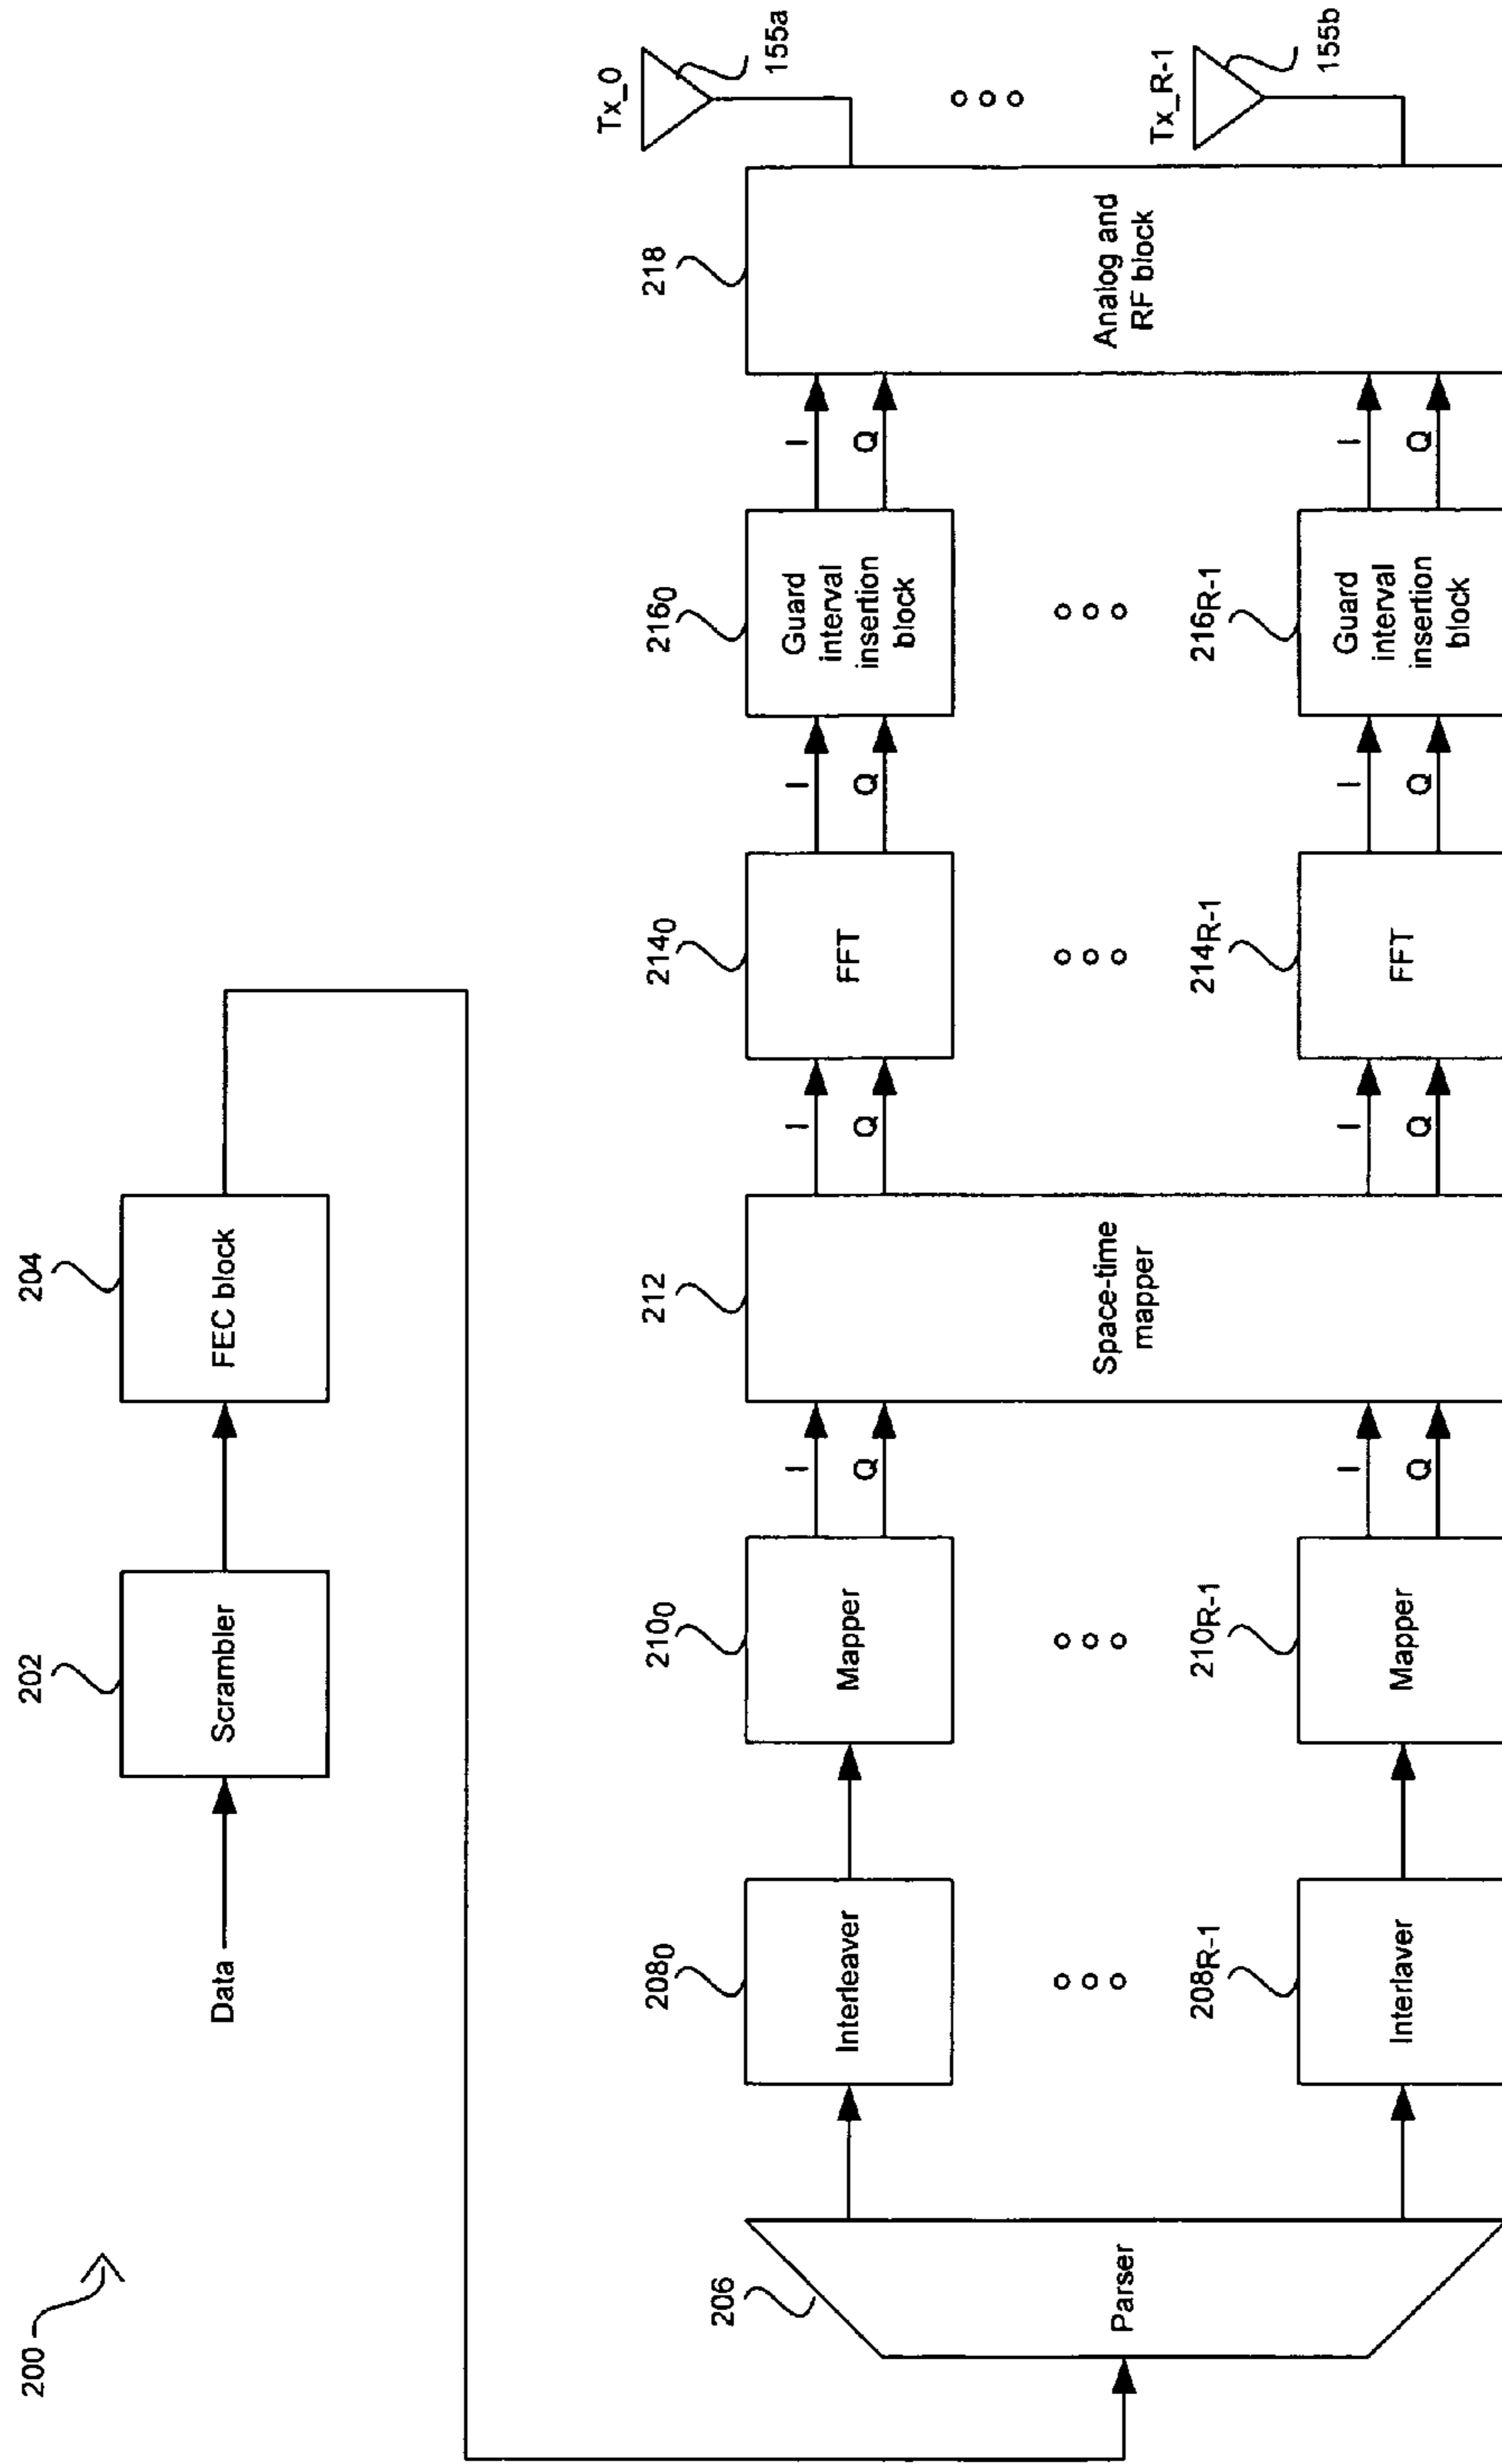 200
202
204
Data
Scrambler
FEC block
206
208₀
210₀
212
214₀
216₀
218
Tx_0
155a
Parser
Interleaver
Mapper
I
Q
Space-time
mapper
I
Q
FFT
I
Q
Guard
interval
insertion
block
I
Q
Analog and
RF block
208R-1
210R-1
214R-1
216R-1
Tx_R-1
155b
Interlaver
Mapper
I
Q
I
Q
FFT
I
Q
Guard
interval
insertion
block
I
Q